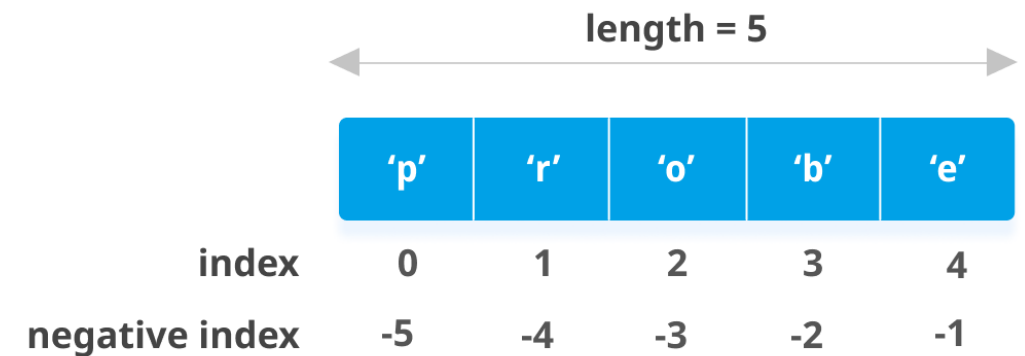 length = 5
‘p’ ‘r’ ‘o’ ‘b’ ‘e’
index 0 1 2 3 4
negative index -5 -4 -3 -2 -1